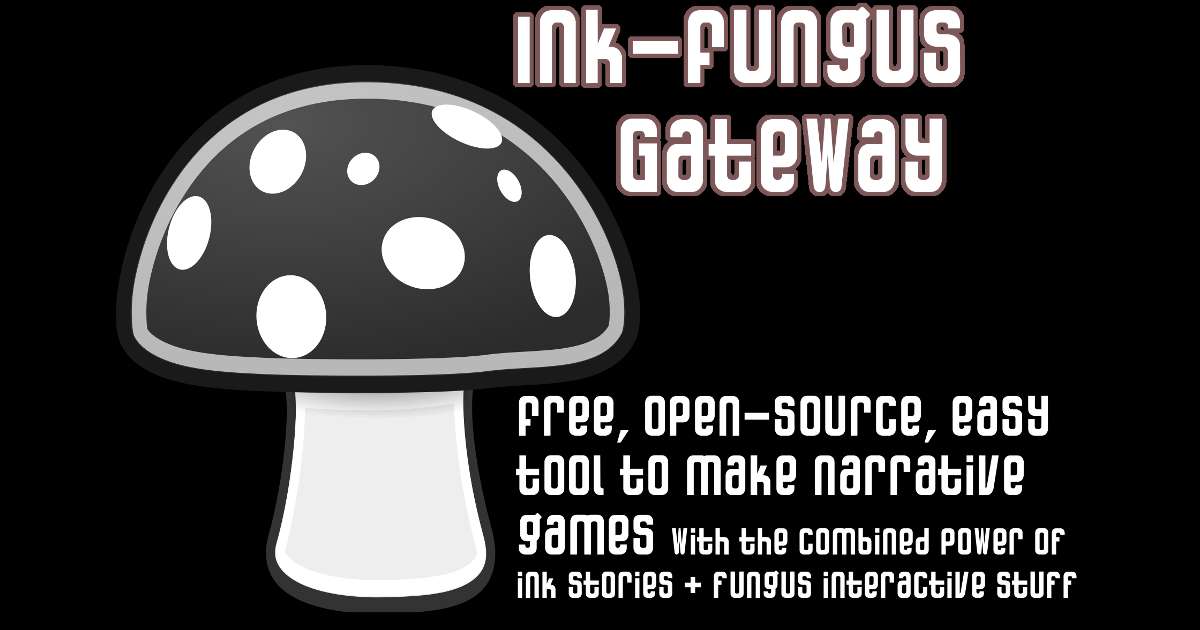 Ink-Fungus
Gateway
Free, open-source, easy
tool to make narrative
games with the combined power of
ink stories + fungus interactive stuff